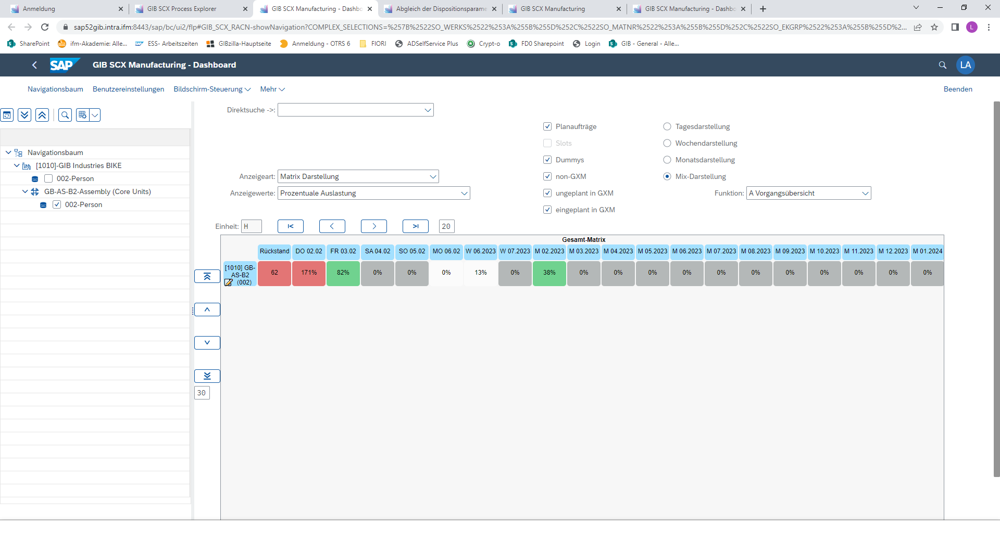 Anmeldung
GIB SCX Process Explorer
GIB SCX Manufacturing - Dashbo
Abgleich der Dispositionsparame
GIB SCX Manufacturing
GIB SCX Manufacturing - Dashbo
sap52gib.intra.ifm:8443/sap/bc/ui2/flp#GIB_SCX_RACN-showNavigation?COMPLEX_SELECTIONS=%257B%2522SO_WERKS%2522%253A%255B%255D%252C%2522SO_MATNR%2522%253A%255B%255D%252C%2522SO_EKGRP%2522%253A%255B%255D%2...
L
SharePoint
ifm-Akademie: Alle...
ESS- Arbeitszeiten
GIBzilla-Hauptseite
Anmeldung - OTRS 6
FIORI
ADSelfService Plus
Crypt-o
FD0 Sharepoint
Login
GIB - General - Alle...
SAP
GIB SCX Manufacturing - Dashboard
LA
Navigationsbaum
Benutzereinstellungen
Bildschirm-Steuerung
Mehr
Beenden
Direktsuche ->:
Planaufträge
Tagesdarstellung
Slots
Wochendarstellung
Navigationsbaum
Dummys
Monatsdarstellung
[1010]-GIB Industries BIKE
002-Person
Anzeigeart: Matrix Darstellung
non-GXM
Mix-Darstellung
GB-AS-B2-Assembly (Core Units)
Anzeigewerte: Prozentuale Auslastung
ungeplant in GXM
Funktion: A Vorgangsübersicht
002-Person
eingeplant in GXM
Einheit: H
20
Gesamt-Matrix
Rückstand DO 02.02 FR 03.02 SA 04.02 SO 05.02 MO 06.02 W 06.2023 W 07.2023 M 02.2023 M 03.2023 M 04.2023 M 05.2023 M 06.2023 M 07.2023 M 08.2023 M 09.2023 M 10.2023 M 11.2023 M 12.2023 M 01.2024
[1010] GB-
AS-B2
(002)
62 171% 82% 0% 0% 0% 13% 0% 38% 0% 0% 0% 0% 0% 0% 0% 0% 0% 0% 0%
30